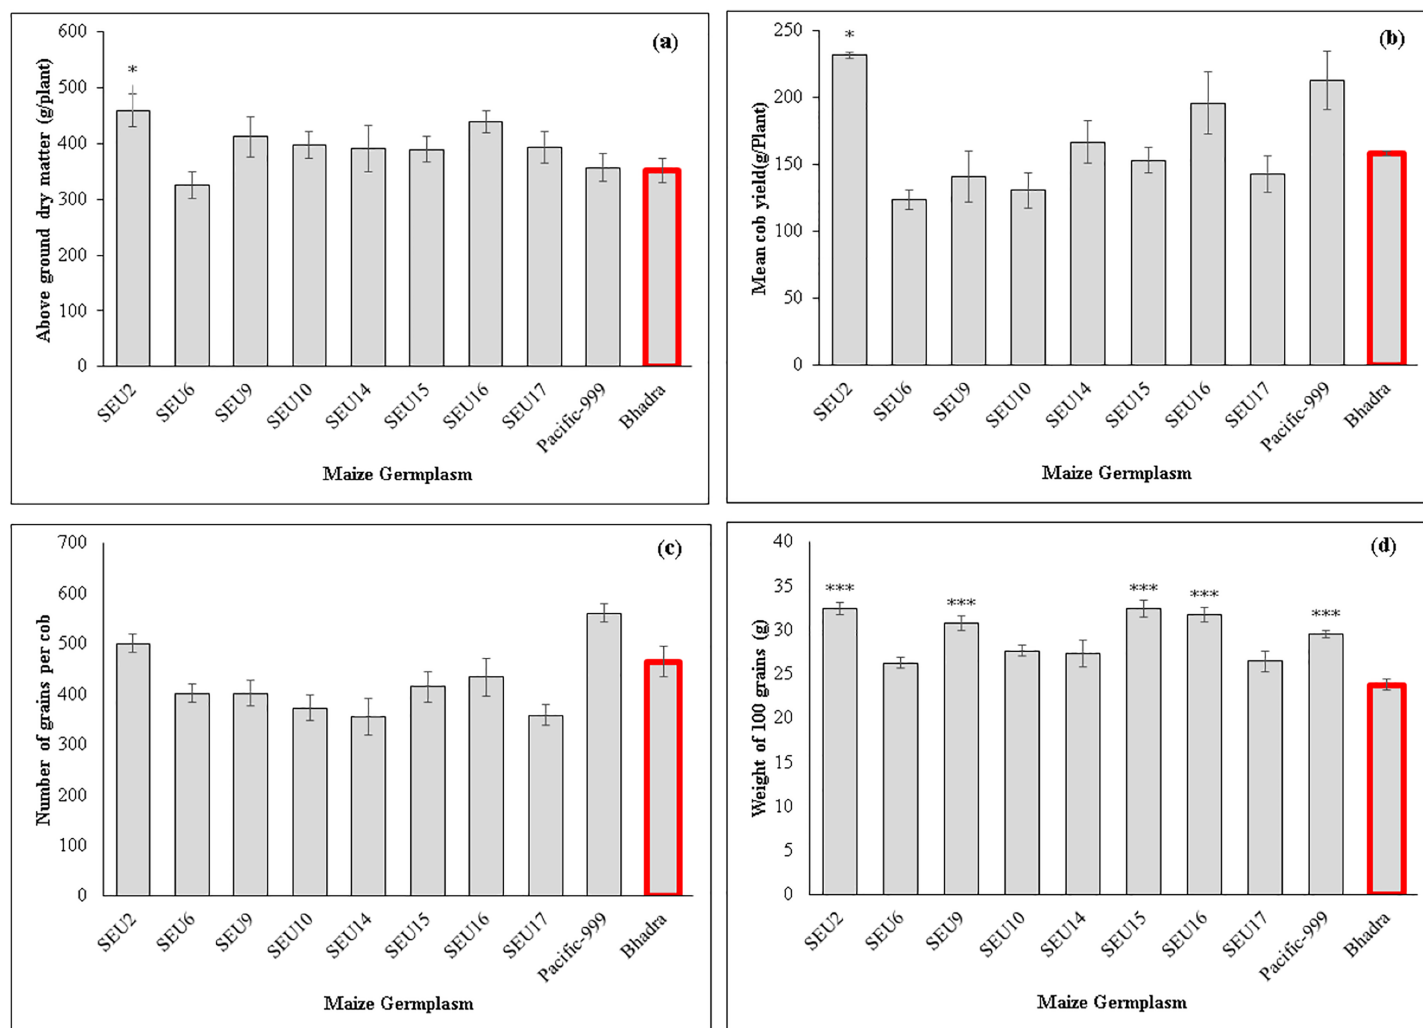 (a)
Above ground dry matter (g/plant)
600
500
400
300
200
100
0
*
SEU2 SEU6 SEU9 SEU10 SEU14 SEU15 SEU16 SEU17 Pacific-999 Bhadra
Maize Germplasm
(b)
Mean cob yield(g/Plant)
250
200
150
100
50
0
*
SEU2 SEU6 SEU9 SEU10 SEU14 SEU15 SEU16 SEU17 Pacific-999 Bhadra
Maize Germplasm
(c)
Number of grains per cob
700
600
500
400
300
200
100
0
SEU2 SEU6 SEU9 SEU10 SEU14 SEU15 SEU16 SEU17 Pacific-999 Bhadra
Maize Germplasm
(d)
Weight of 100 grains (g)
40
35
30
25
20
15
10
5
0
*** *** *** *** ***
SEU2 SEU6 SEU9 SEU10 SEU14 SEU15 SEU16 SEU17 Pacific-999 Bhadra
Maize Germplasm